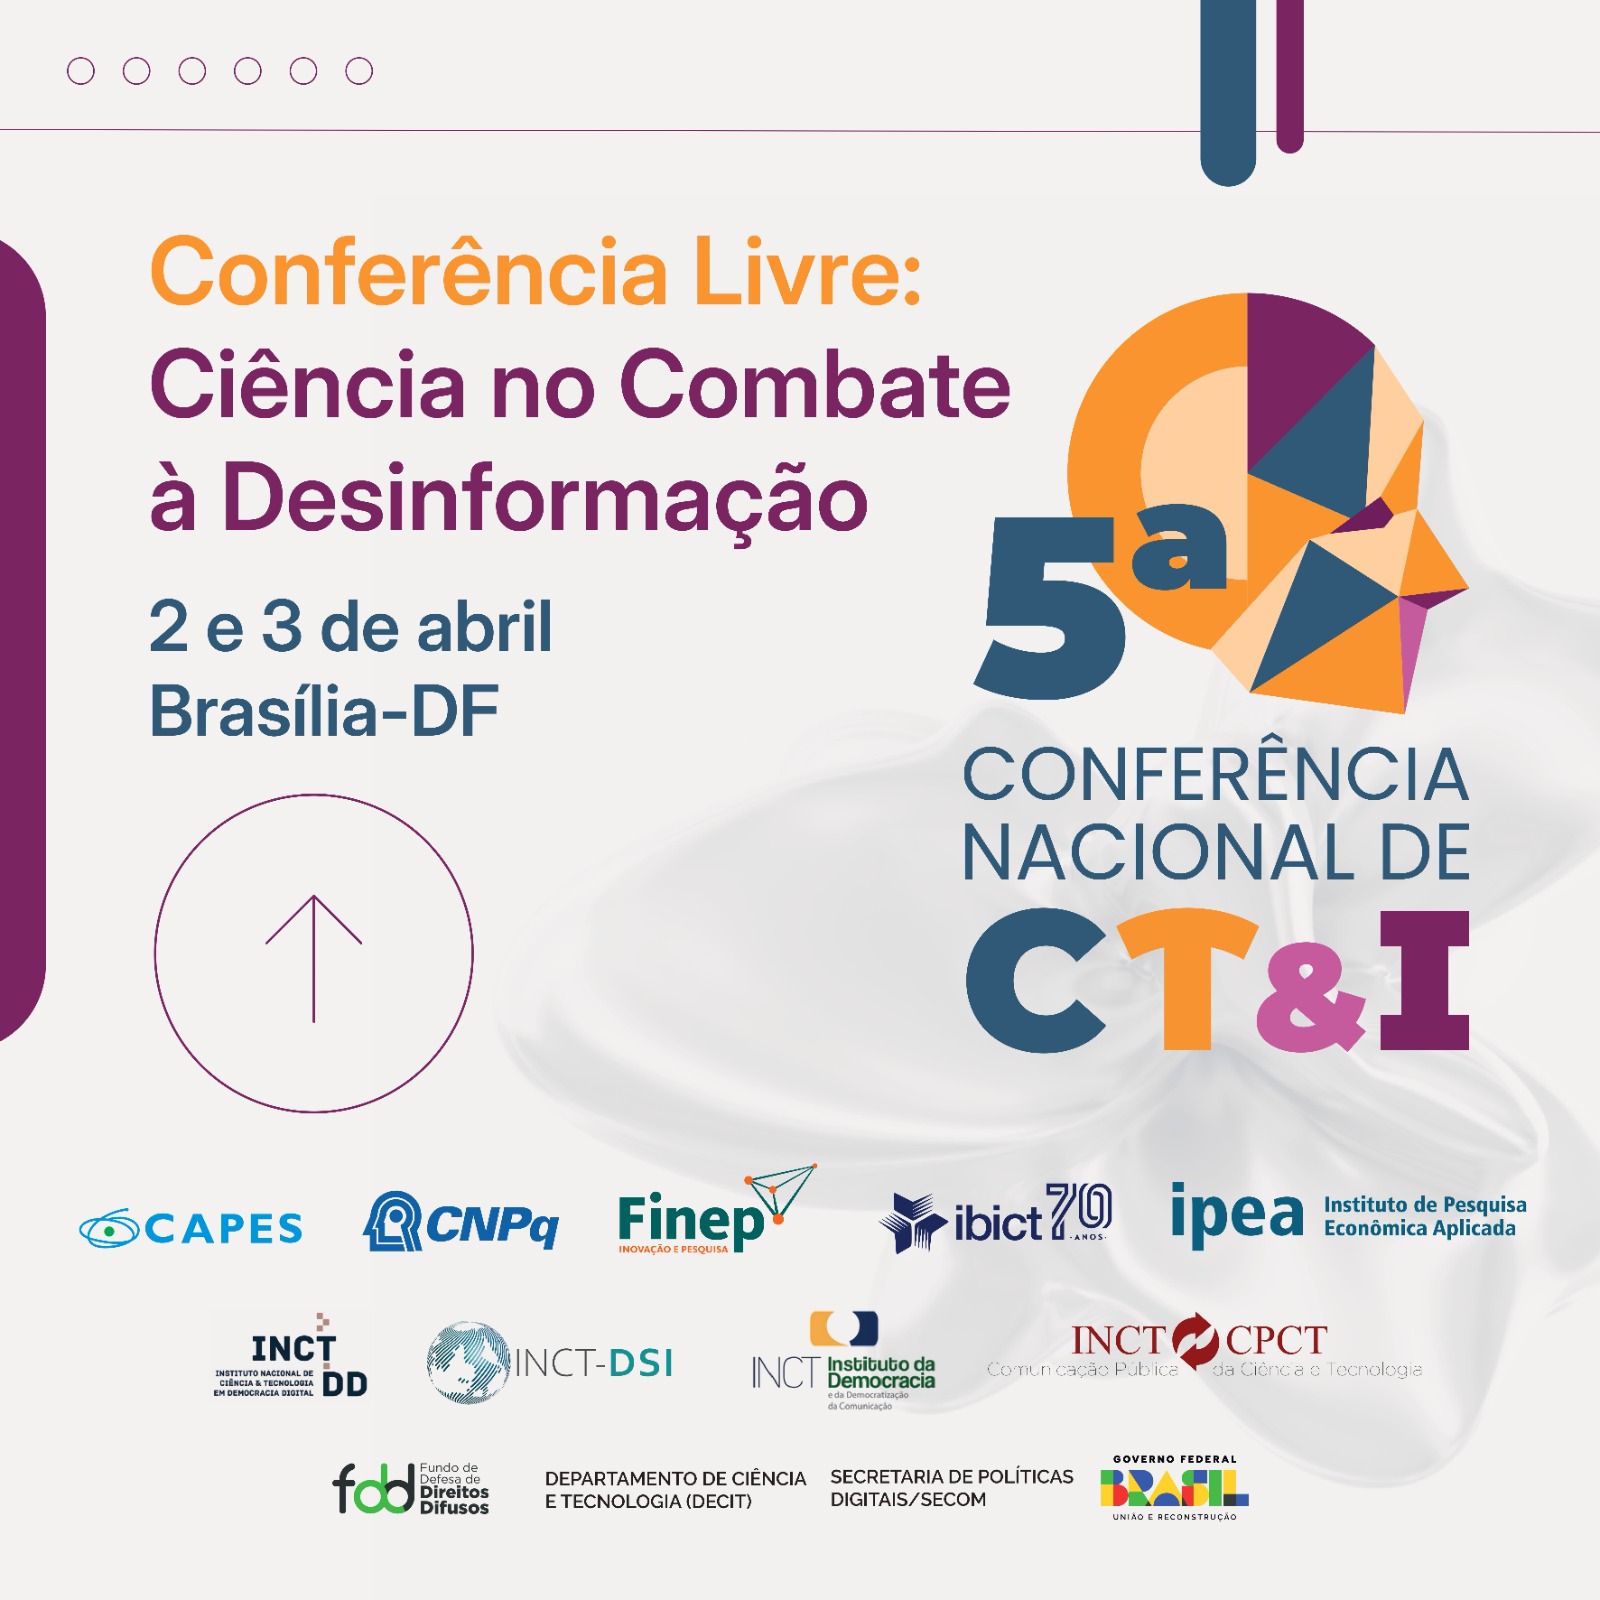 Conferência Livre:
Ciência no Combate
à Desinformação
2 e 3 de abril
Brasília-DF
5ª
CONFERÊNCIA
NACIONAL DE
CT&I
CAPES
CNPq
Finep
INOVAÇÃO E PESQUISA
ibict 70
·ANOS·
ipea
Instituto de Pesquisa
Econômica Aplicada
INCT
INSTITUTO NACIONAL DE
CIÊNCIA & TECNOLOGIA
EM DEMOCRACIA DIGITAL
DD
INCT-DSI
INCT
Instituto da
Democracia
e da Democratização
da Comunicação
INCT CPCT
Comunicação Pública da Ciência e Tecnologia
fdd
Fundo de
Defesa de
Direitos
Difusos
DEPARTAMENTO DE CIÊNCIA
E TECNOLOGIA (DECIT)
SECRETARIA DE POLÍTICAS
DIGITAIS/SECOM
GOVERNO FEDERAL
BRASIL
UNIÃO E RECONSTRUÇÃO